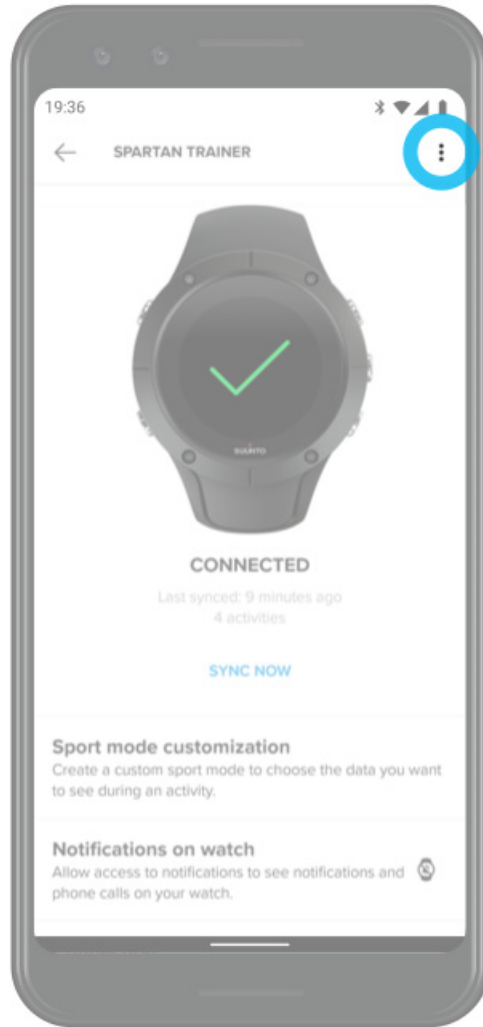 19:36
SPARTAN TRAINER
SUUNTO
CONNECTED
Last synced: 9 minutes ago
4 activities
SYNC NOW
Sport mode customization
Create a custom sport mode to choose the data you want
to see during an activity.
Notifications on watch
Allow access to notifications to see notifications and
phone calls on your watch.